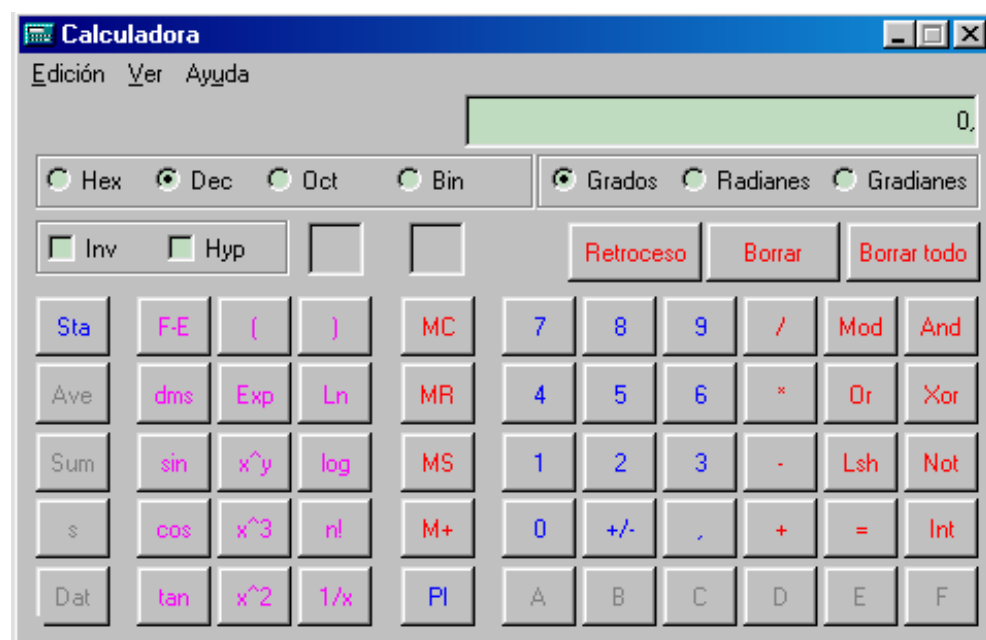 Calculadora
Edición Ver Ayuda
0,
Hex Dec Oct Bin Grados Radianes Gradianes
Inv Hyp Retroceso Borrar Borrar todo
Sta F-E ( ) MC 7 8 9 / Mod And
Ave dms Exp Ln MR 4 5 6 * Or Xor
Sum sin x^y log MS 1 2 3 - Lsh Not
s cos x^3 n! M+ 0 +/- , + = Int
Dat tan x^2 1/x PI A B C D E F